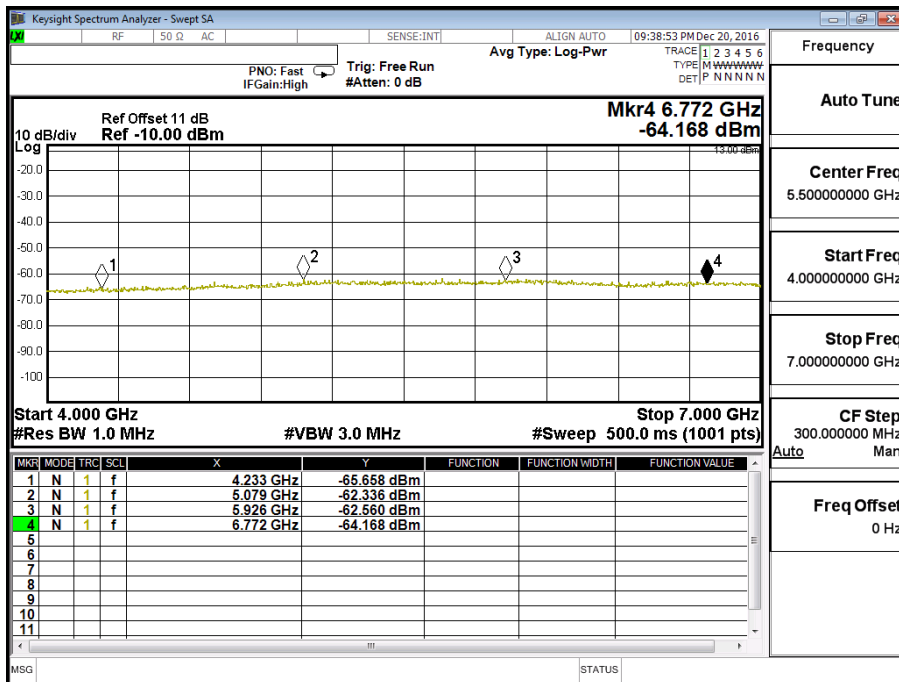 Keysight Spectrum Analyzer - Swept SA
LXI RF 50 Ω AC SENSE:INT ALIGN AUTO 09:38:53 PM Dec 20, 2016
PNO: Fast
IFGain:High
Trig: Free Run
#Atten: 0 dB
Avg Type: Log-Pwr
TRACE 1 2 3 4 5 6
TYPE M WWWWW
DET P N N N N N
Ref Offset 11 dB
10 dB/div Ref -10.00 dBm
Log
Mkr4 6.772 GHz
-64.168 dBm
13.00 dBm
-20.0
-30.0
-40.0
-50.0
-60.0
-70.0
-80.0
-90.0
-100
1
2
3
4
Start 4.000 GHz Stop 7.000 GHz
#Res BW 1.0 MHz #VBW 3.0 MHz #Sweep 500.0 ms (1001 pts)
MKR MODE TRC SCL X Y FUNCTION FUNCTION WIDTH FUNCTION VALUE
1 N 1 f 4.233 GHz -65.658 dBm
2 N 1 f 5.079 GHz -62.336 dBm
3 N 1 f 5.926 GHz -62.560 dBm
4 N 1 f 6.772 GHz -64.168 dBm
5
6
7
8
9
10
11
MSG STATUS
Frequency
Auto Tune
Center Freq
5.500000000 GHz
Start Freq
4.000000000 GHz
Stop Freq
7.000000000 GHz
CF Step
300.000000 MHz
Auto Man
Freq Offset
0 Hz